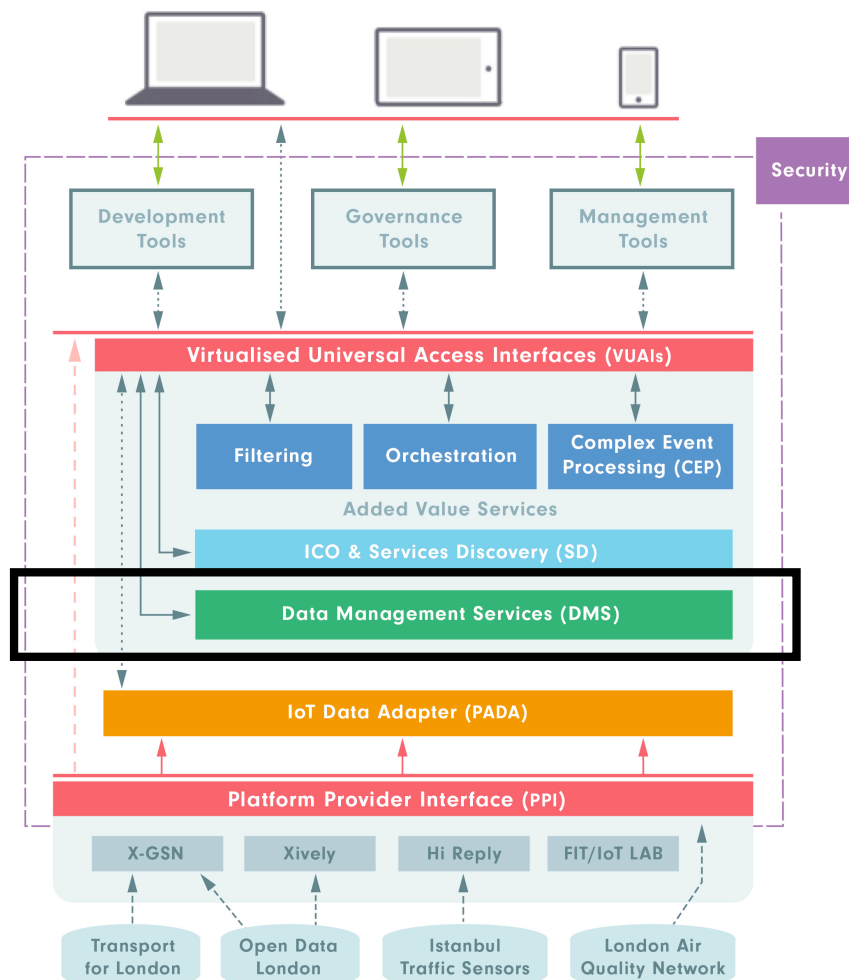 Security
Development
Tools
Governance
Tools
Management
Tools
Virtualised Universal Access Interfaces (VUAIs)
Filtering
Orchestration
Complex Event
Processing (CEP)
Added Value Services
ICO & Services Discovery (SD)
Data Management Services (DMS)
IoT Data Adapter (PADA)
Platform Provider Interface (PPI)
X-GSN
Xively
Hi Reply
FIT/IoT LAB
Transport
for London
Open Data
London
Istanbul
Traffic Sensors
London Air
Quality Network